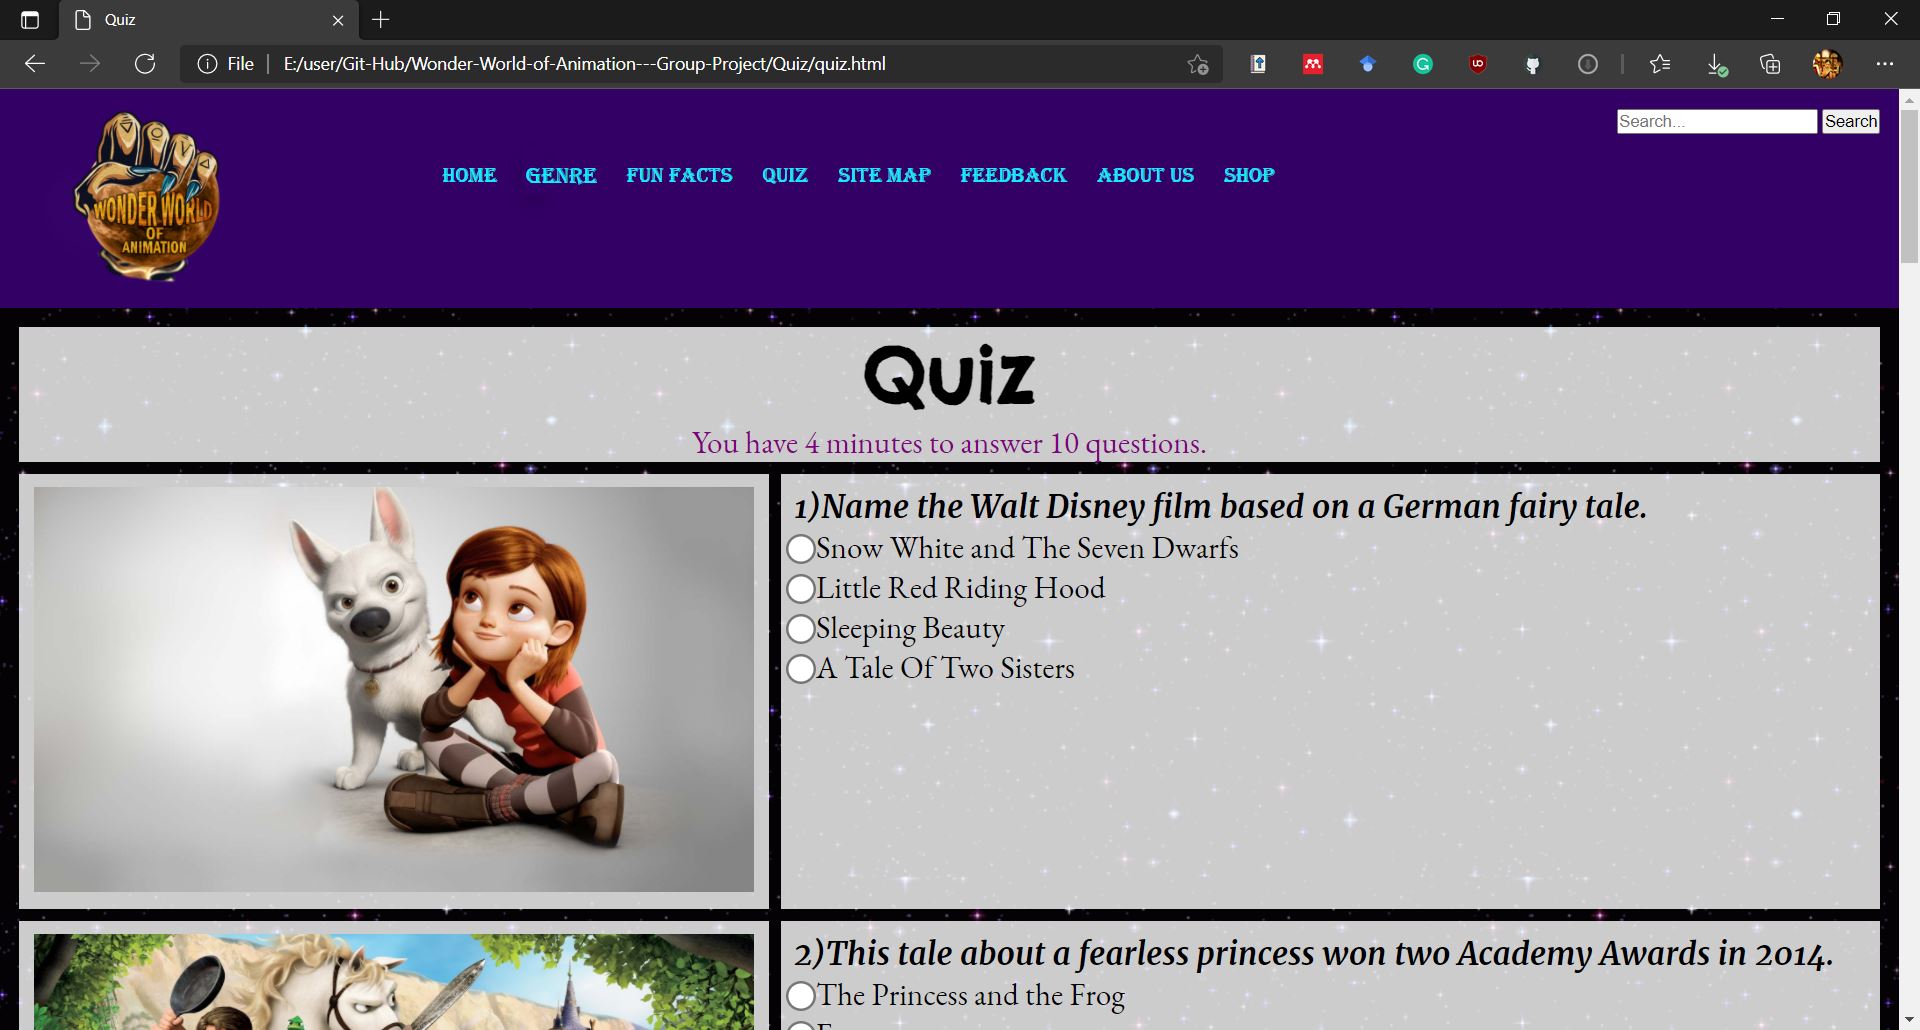 Quiz
File
E:/user/Git-Hub/Wonder-World-of-Animation---Group-Project/Quiz/quiz.html
Search...
Search
WONDER WORLD
OF
ANIMATION
HOME GENRE FUN FACTS QUIZ SITE MAP FEEDBACK ABOUT US SHOP
Quiz
You have 4 minutes to answer 10 questions.
1)Name the Walt Disney film based on a German fairy tale.
Snow White and The Seven Dwarfs
Little Red Riding Hood
Sleeping Beauty
A Tale Of Two Sisters
2)This tale about a fearless princess won two Academy Awards in 2014.
The Princess and the Frog